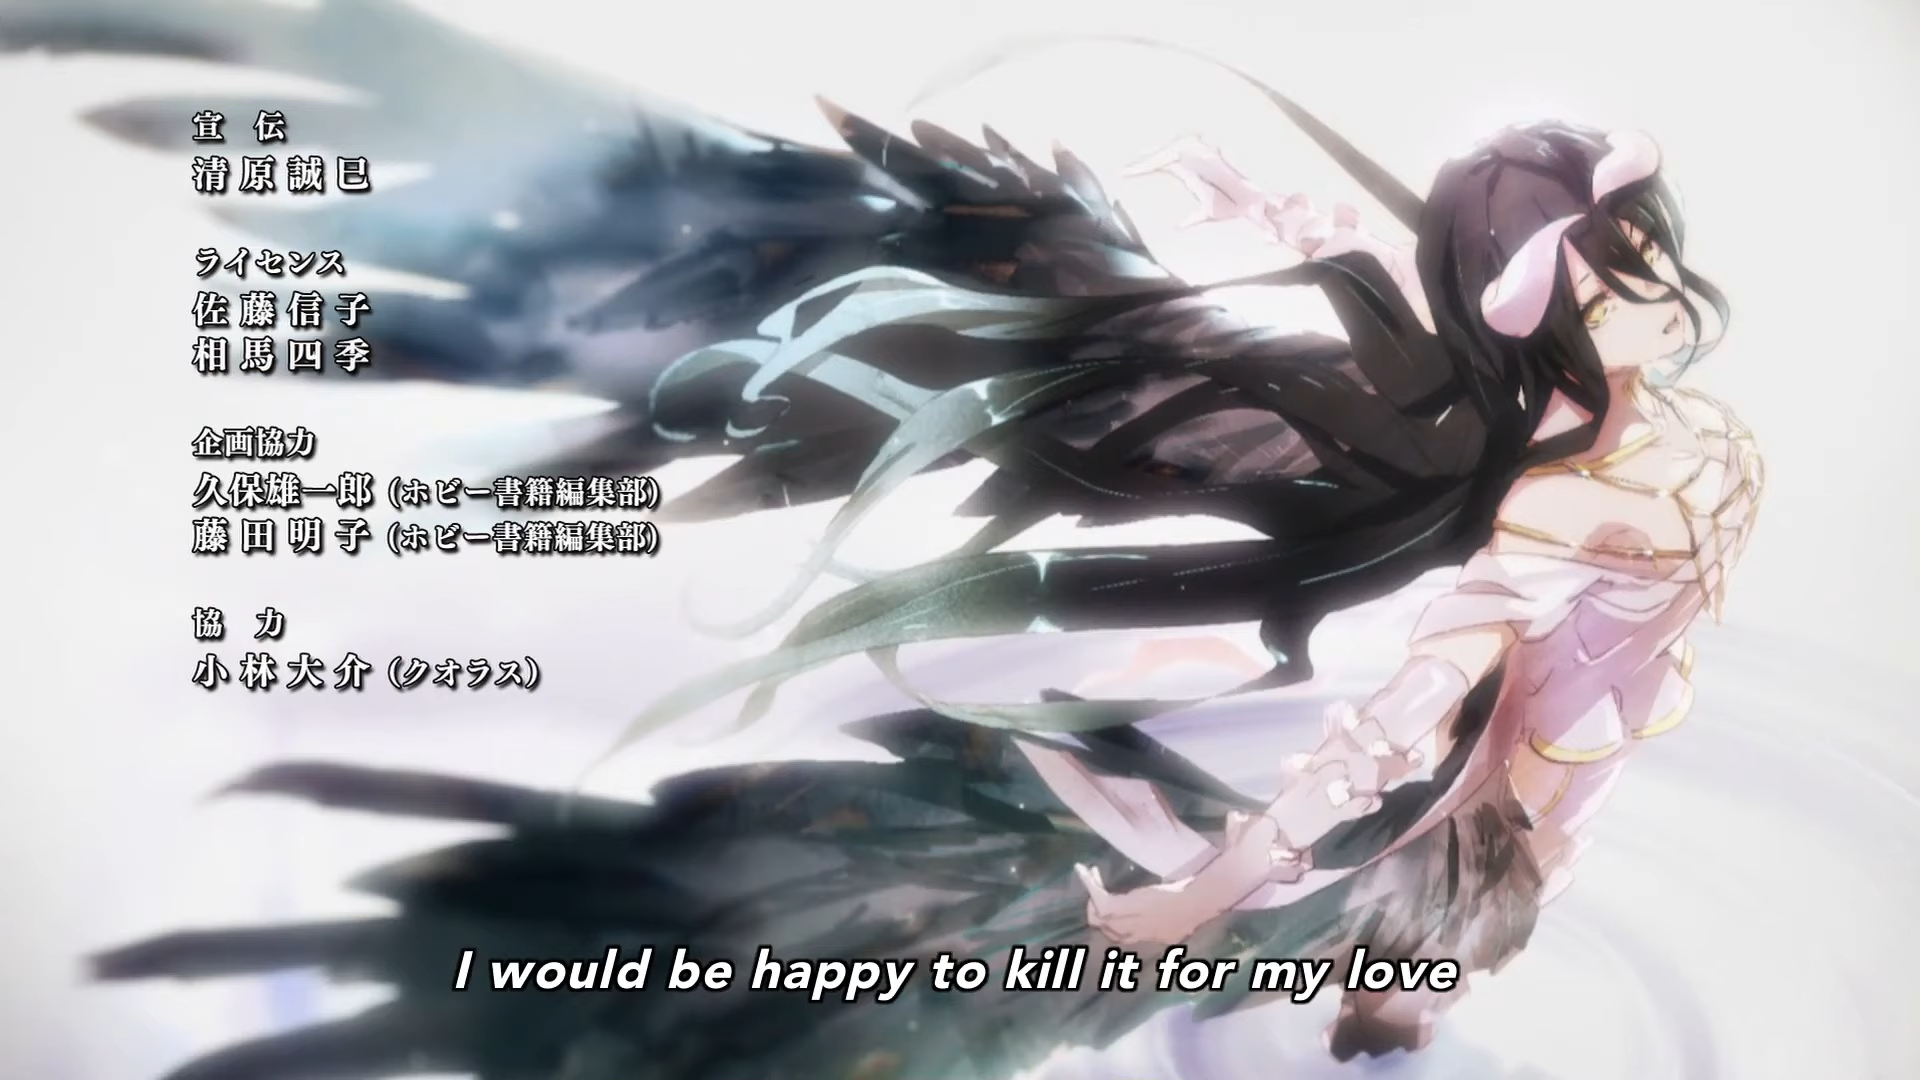 宣伝
清原誠巳
ライセンス
佐藤信子
相馬四季
企画協力
久保雄一郎（ホビー書籍編集部）
藤田明子（ホビー書籍編集部）
協力
小林大介（クオラス）
I would be happy to kill it for my love